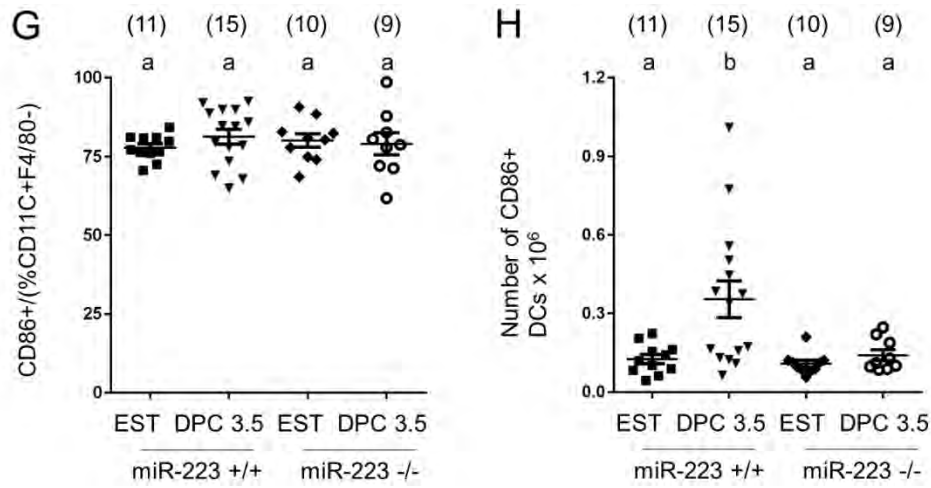 G
(11) (15) (10) (9)
a a a a
CD86+/(%CD11C+F4/80-)
100
75
50
25
0
EST DPC 3.5 EST DPC 3.5
miR-223 +/+ miR-223 -/-
H
(11) (15) (10) (9)
a b a a
Number of CD86+
DCs x 10⁶
1.2
0.9
0.6
0.3
0.0
EST DPC 3.5 EST DPC 3.5
miR-223 +/+ miR-223 -/-